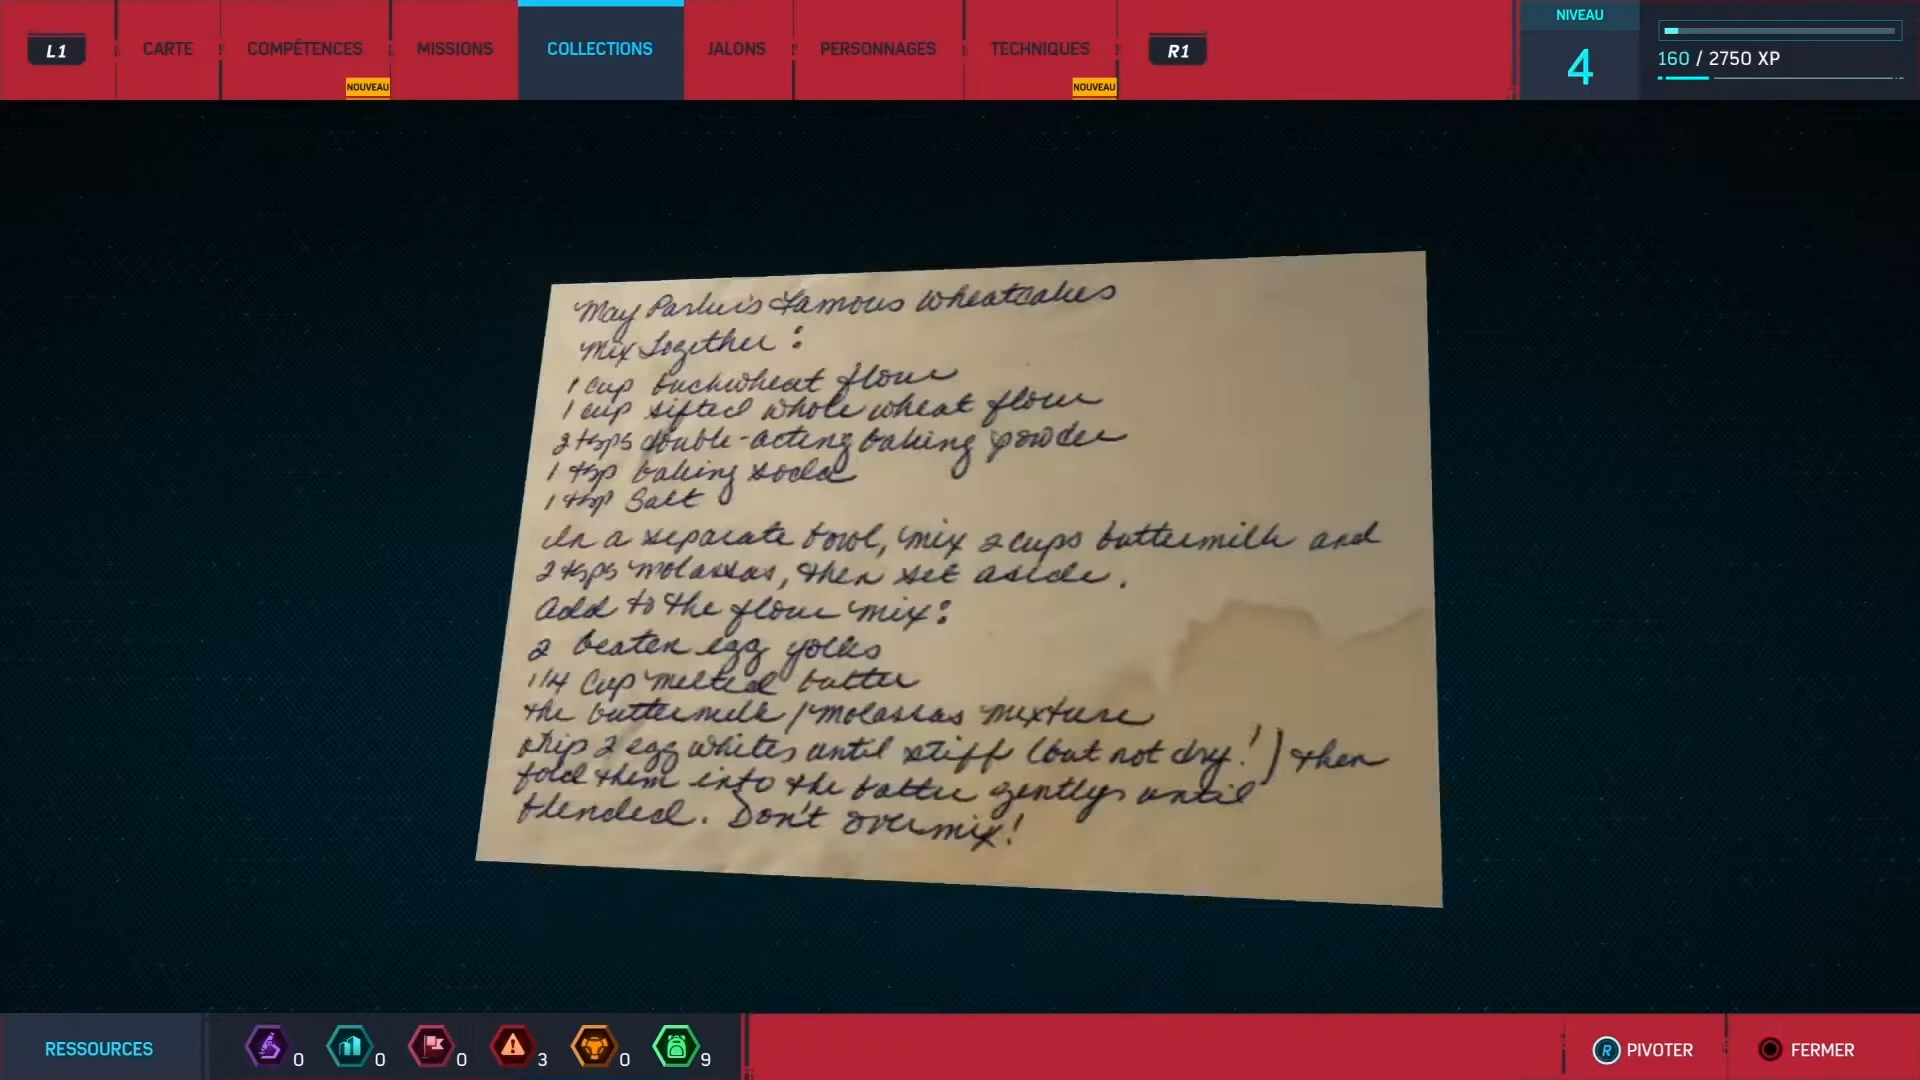 L1
CARTE
COMPÉTENCES
NOUVEAU
MISSIONS
COLLECTIONS
JALONS
PERSONNAGES
TECHNIQUES
NOUVEAU
R1
NIVEAU
4
160 / 2750 XP
May Parker's Famous Wheatcakes
Mix Together:
1 cup buckwheat flour
1 cup sifted whole wheat flour
2 tsps double-acting baking powder
1 tsp baking soda
1 tsp Salt
In a separate bowl, mix 2 cups buttermilk and
2 tsps molassas, then set aside.
Add to the flour mix:
2 beaten egg yolks
1/4 Cup melted butter
the buttermilk/molassas mixture
whip 2 egg whites until stiff (but not dry!) then
fold them into the batter gently until
blended. Don't overmix!
RESSOURCES
0
0
0
3
0
9
R PIVOTER
FERMER